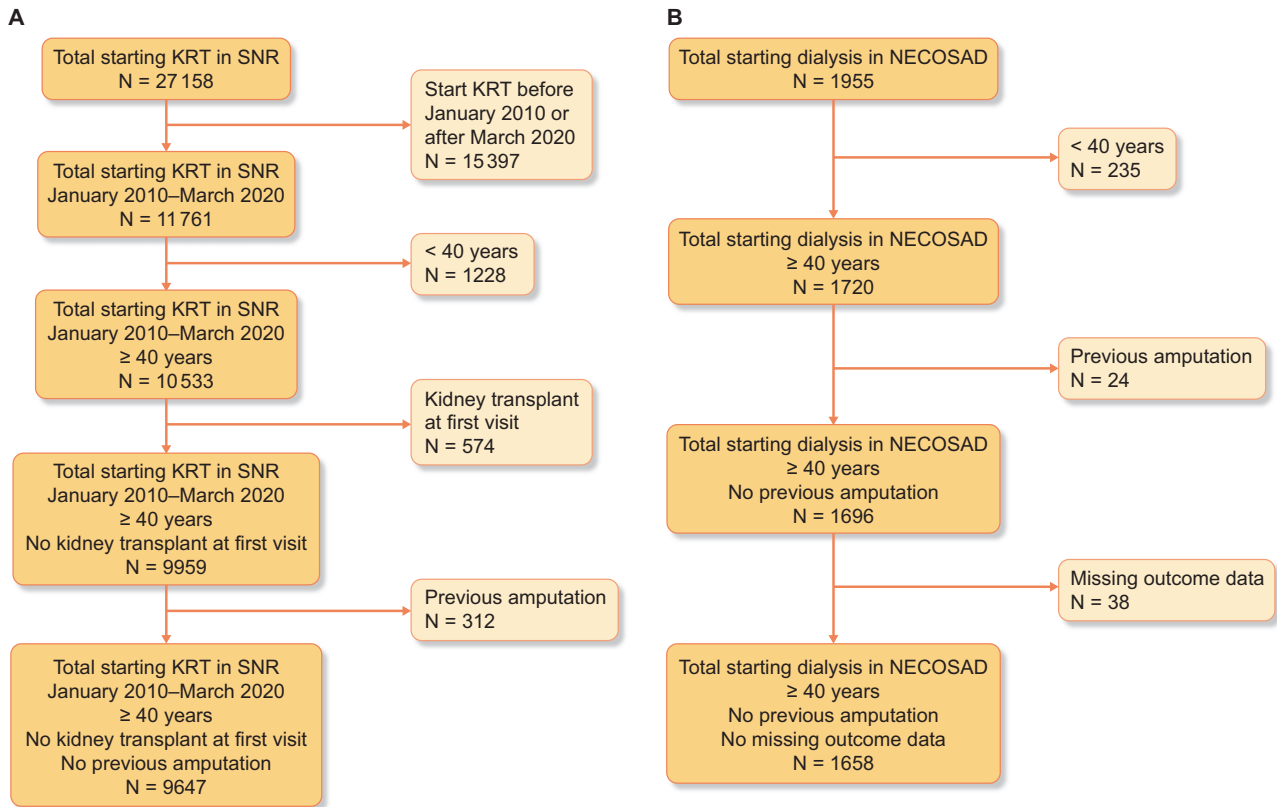 A
Total starting KRT in SNR
N = 27 158
Start KRT before
January 2010 or
after March 2020
N = 15 397
Total starting KRT in SNR
January 2010–March 2020
N = 11 761
< 40 years
N = 1228
Total starting KRT in SNR
January 2010–March 2020
≥ 40 years
N = 10 533
Kidney transplant
at first visit
N = 574
Total starting KRT in SNR
January 2010–March 2020
≥ 40 years
No kidney transplant at first visit
N = 9959
Previous amputation
N = 312
Total starting KRT in SNR
January 2010–March 2020
≥ 40 years
No kidney transplant at first visit
No previous amputation
N = 9647
B
Total starting dialysis in NECOSAD
N = 1955
< 40 years
N = 235
Total starting dialysis in NECOSAD
≥ 40 years
N = 1720
Previous amputation
N = 24
Total starting dialysis in NECOSAD
≥ 40 years
No previous amputation
N = 1696
Missing outcome data
N = 38
Total starting dialysis in NECOSAD
≥ 40 years
No previous amputation
No missing outcome data
N = 1658